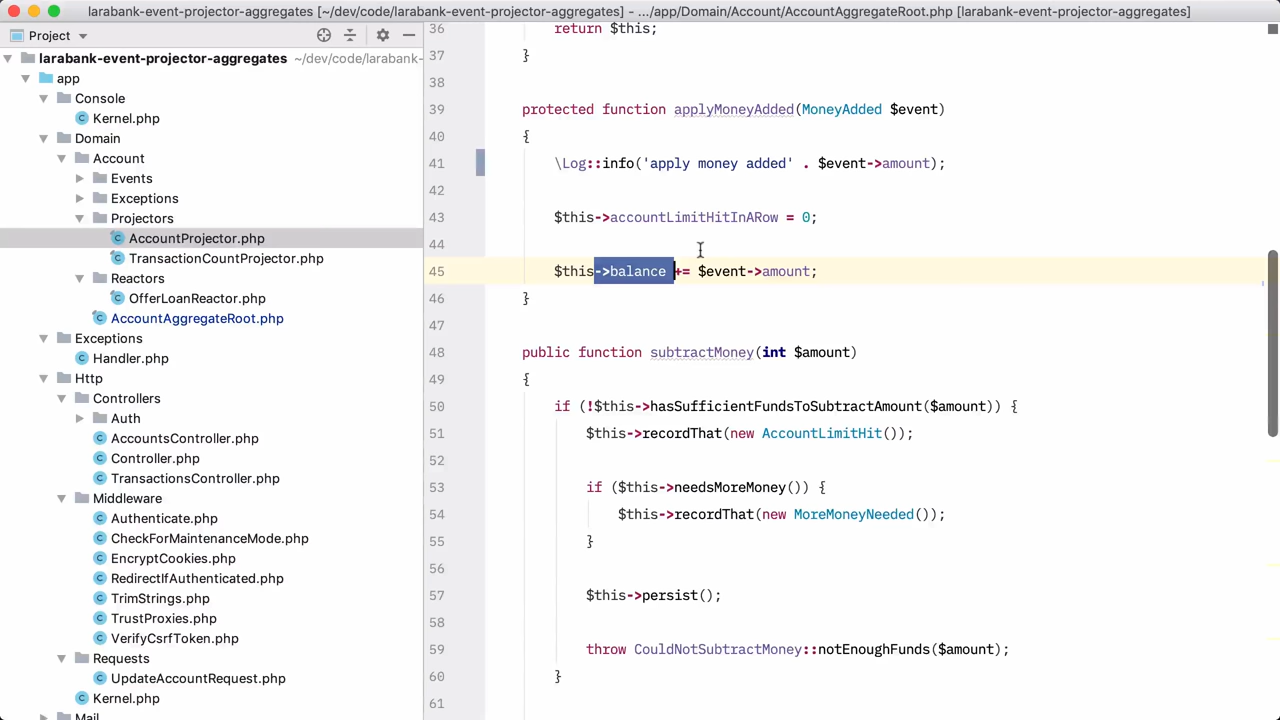 larabank-event-projector-aggregates [~/dev/code/larabank-event-projector-aggregates] - .../app/Domain/Account/AccountAggregateRoot.php [larabank-event-projector-aggregates]
Project
larabank-event-projector-aggregates ~/dev/code/larabank-
app
Console
Kernel.php
Domain
Account
Events
Exceptions
Projectors
AccountProjector.php
TransactionCountProjector.php
Reactors
OfferLoanReactor.php
AccountAggregateRoot.php
Exceptions
Handler.php
Http
Controllers
Auth
AccountsController.php
Controller.php
TransactionsController.php
Middleware
Authenticate.php
CheckForMaintenanceMode.php
EncryptCookies.php
RedirectIfAuthenticated.php
TrimStrings.php
TrustProxies.php
VerifyCsrfToken.php
Requests
UpdateAccountRequest.php
Kernel.php
Mail
36 return $this;
37 }
38
39 protected function applyMoneyAdded(MoneyAdded $event)
40 {
41 \Log::info('apply money added' . $event->amount);
42
43 $this->accountLimitHitInARow = 0;
44
45 $this->balance += $event->amount;
46 }
47
48 public function subtractMoney(int $amount)
49 {
50 if (!$this->hasSufficientFundsToSubtractAmount($amount)) {
51 $this->recordThat(new AccountLimitHit());
52
53 if ($this->needsMoreMoney()) {
54 $this->recordThat(new MoreMoneyNeeded());
55 }
56
57 $this->persist();
58
59 throw CouldNotSubtractMoney::notEnoughFunds($amount);
60 }
61